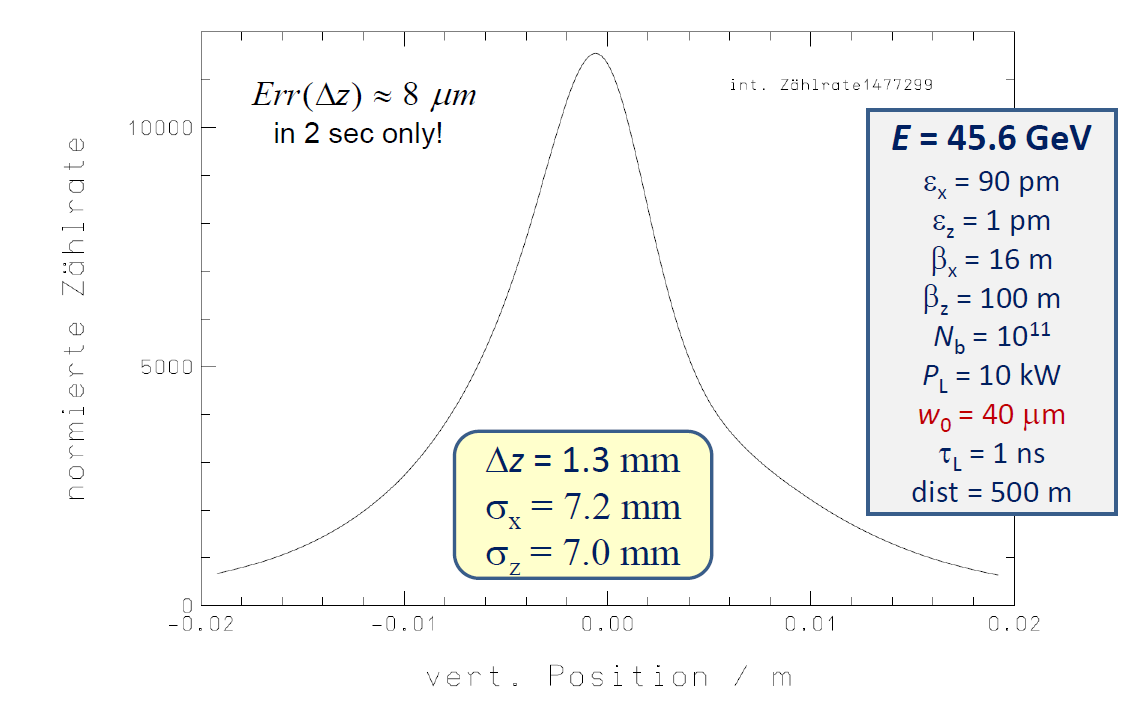 Err(Δz) ≈ 8 μm
in 2 sec only!
int. Zählrate1477299
E = 45.6 GeV
εx = 90 pm
εz = 1 pm
βx = 16 m
βz = 100 m
Nb = 10¹¹
PL = 10 kW
w0 = 40 μm
τL = 1 ns
dist = 500 m
Δz = 1.3 mm
σx = 7.2 mm
σz = 7.0 mm
normierte Zählrate
10000
5000
0
-0.02 -0.01 0.00 0.01 0.02
vert. Position / m